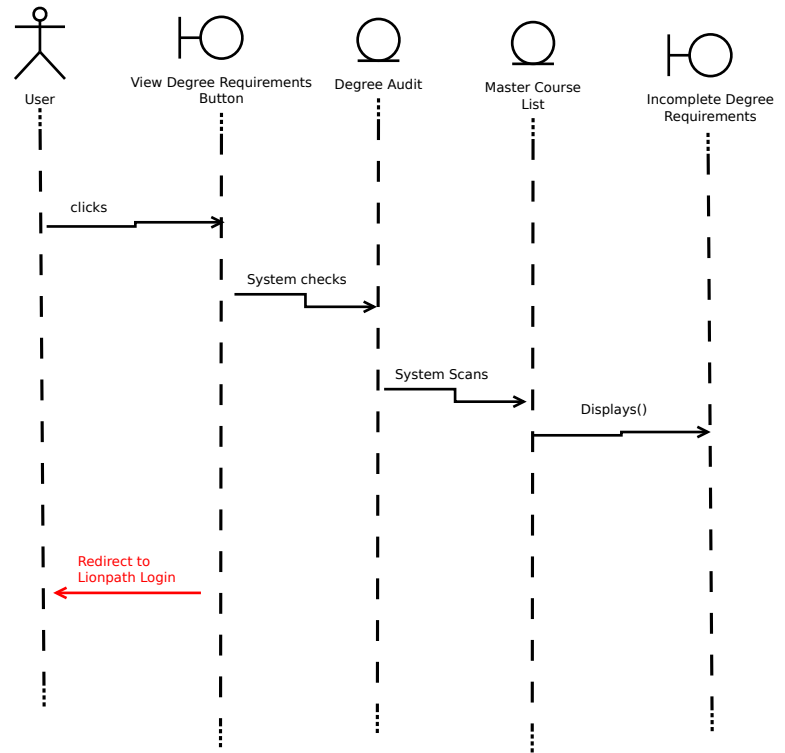 User
View Degree Requirements
Button
Degree Audit
Master Course
List
Incomplete Degree
Requirements
clicks
System checks
System Scans
Displays()
Redirect to
Lionpath Login